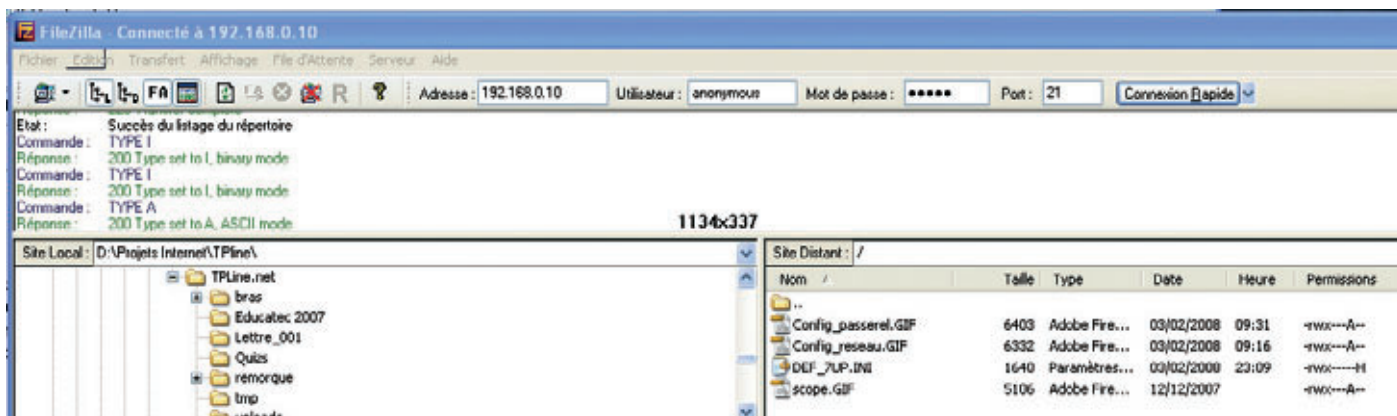 FileZilla - Connecté à 192.168.0.10
Fichier Edition Transfert Affichage File d'Attente Serveur Aide
FA R ? Adresse : 192.168.0.10 Utilisateur : anonymous Mot de passe : ●●●●● Port : 21 Connexion Rapide
Etat : Succès du listage du répertoire
Commande : TYPE I
Réponse : 200 Type set to I, binary mode
Commande : TYPE I
Réponse : 200 Type set to I, binary mode
Commande : TYPE A
Réponse : 200 Type set to A, ASCII mode
1134x337
Site Local : D:\Projets Internet\TPline\
Site Distant : /
TPLine.net
bras
Educatec 2007
Lettre_001
Quizs
remorque
tmp
uploads
Nom / Taille Type Date Heure Permissions
..
Config_passerel.GIF 6403 Adobe Fire... 03/02/2008 09:31 -rwx---A--
Config_reseau.GIF 6332 Adobe Fire... 03/02/2008 09:16 -rwx---A--
DEF_7UP.INI 1640 Paramètres... 03/02/2000 23:09 -rwx-----H
scope.GIF 5106 Adobe Fire... 12/12/2007 -rwx---A--